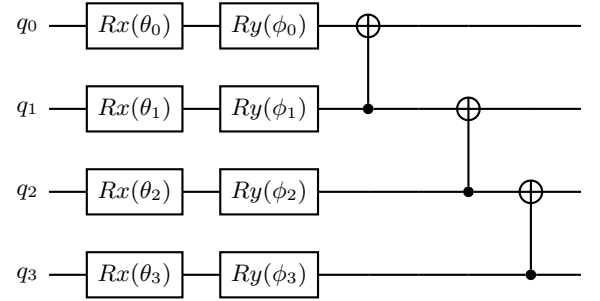 q₀ Rx(θ₀) Ry(ϕ₀)
q₁ Rx(θ₁) Ry(ϕ₁)
q₂ Rx(θ₂) Ry(ϕ₂)
q₃ Rx(θ₃) Ry(ϕ₃)